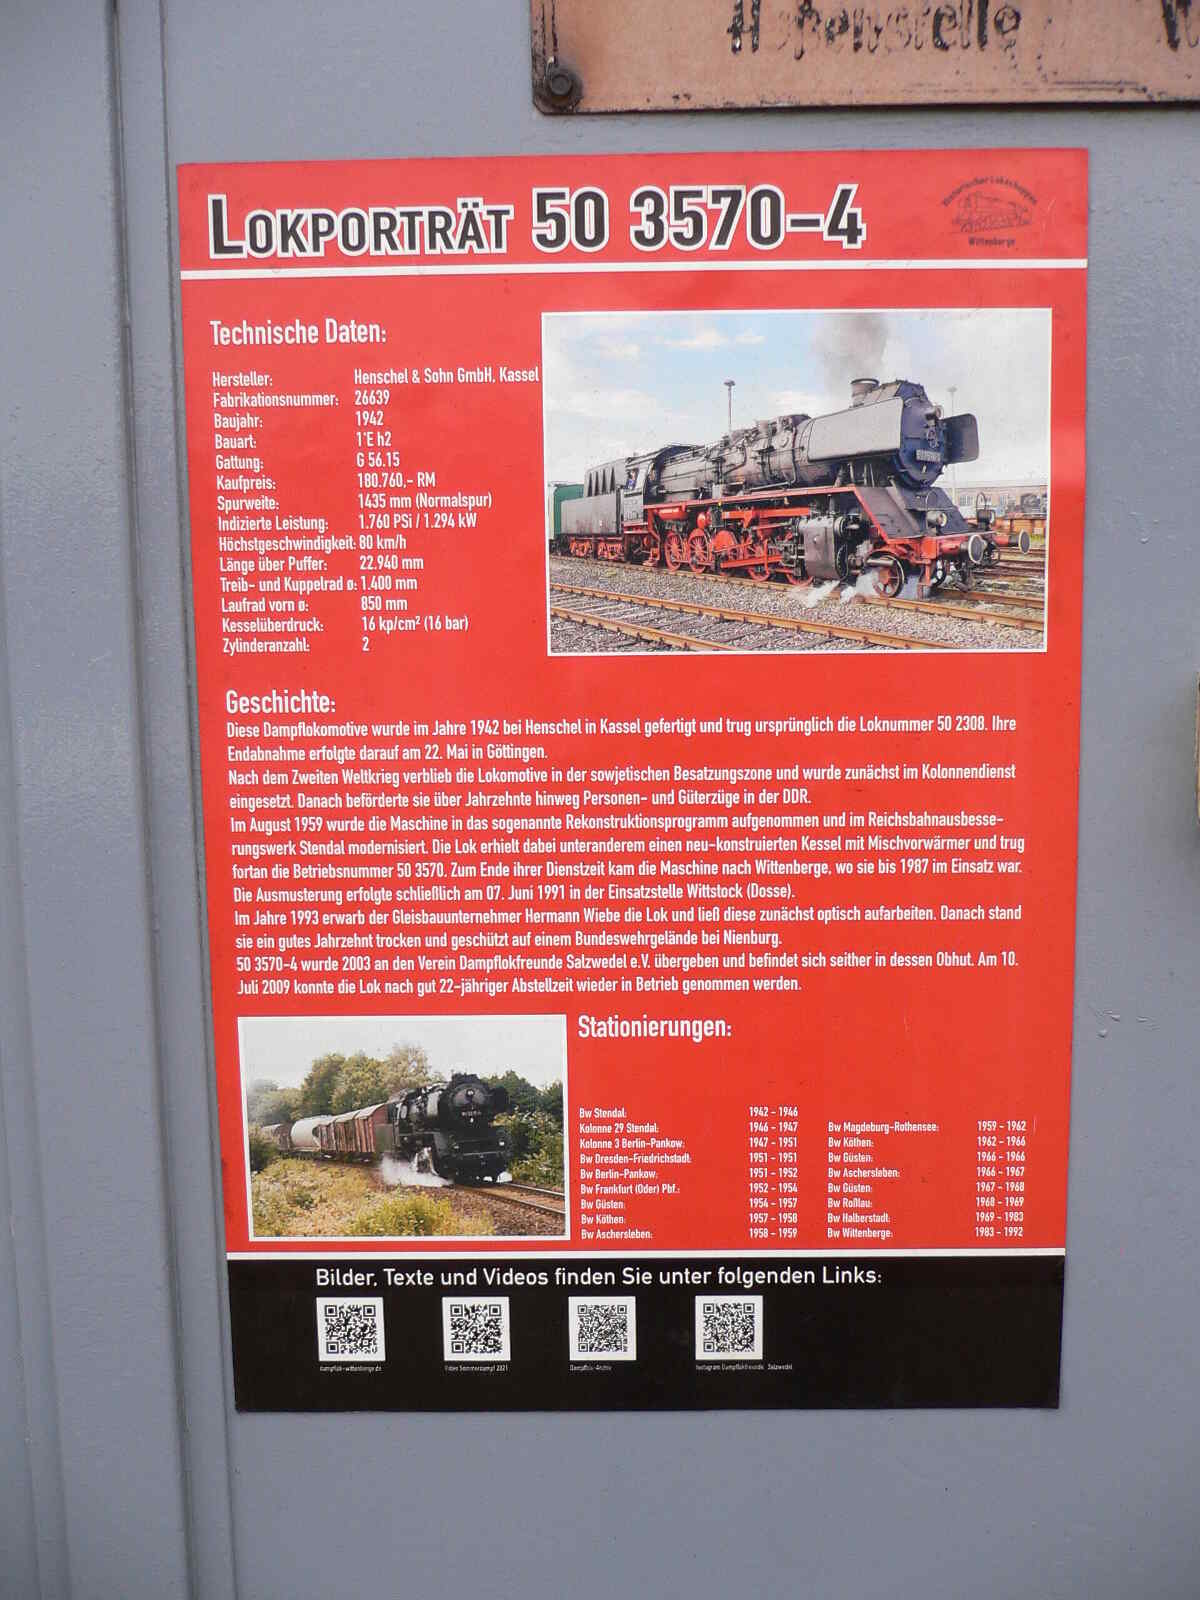 Haltenstelle W
LOKPORTRÄT 50 3570-4
Historischer Lokschuppen
Wittenberge
Technische Daten:
Hersteller: Henschel & Sohn GmbH, Kassel
Fabrikationsnummer: 26639
Baujahr: 1942
Bauart: 1'E h2
Gattung: G 56.15
Kaufpreis: 180.760,- RM
Spurweite: 1435 mm (Normalspur)
Indizierte Leistung: 1.760 PSi / 1.294 kW
Höchstgeschwindigkeit: 80 km/h
Länge über Puffer: 22.940 mm
Treib- und Kuppelrad ø: 1.400 mm
Laufrad vorn ø: 850 mm
Kesselüberdruck: 16 kp/cm² (16 bar)
Zylinderanzahl: 2
Geschichte:
Diese Dampflokomotive wurde im Jahre 1942 bei Henschel in Kassel gefertigt und trug ursprünglich die Loknummer 50 2308. Ihre
Endabnahme erfolgte darauf am 22. Mai in Göttingen.
Nach dem Zweiten Weltkrieg verblieb die Lokomotive in der sowjetischen Besatzungszone und wurde zunächst im Kolonnendienst
eingesetzt. Danach beförderte sie über Jahrzehnte hinweg Personen- und Güterzüge in der DDR.
Im August 1959 wurde die Maschine in das sogenannte Rekonstruktionsprogramm aufgenommen und im Reichsbahnausbesse-
rungswerk Stendal modernisiert. Die Lok erhielt dabei unteranderem einen neu-konstruierten Kessel mit Mischvorwärmer und trug
fortan die Betriebsnummer 50 3570. Zum Ende ihrer Dienstzeit kam die Maschine nach Wittenberge, wo sie bis 1987 im Einsatz war.
Die Ausmusterung erfolgte schließlich am 07. Juni 1991 in der Einsatzstelle Wittstock (Dosse).
Im Jahre 1993 erwarb der Gleisbauunternehmer Hermann Wiebe die Lok und ließ diese zunächst optisch aufarbeiten. Danach stand
sie ein gutes Jahrzehnt trocken und geschützt auf einem Bundeswehrgelände bei Nienburg.
50 3570-4 wurde 2003 an den Verein Dampflokfreunde Salzwedel e.V. übergeben und befindet sich seither in dessen Obhut. Am 10.
Juli 2009 konnte die Lok nach gut 22-jähriger Abstellzeit wieder in Betrieb genommen werden.
Stationierungen:
Bw Stendal: 1942 - 1946
Kolonne 29 Stendal: 1946 - 1947
Kolonne 3 Berlin-Pankow: 1947 - 1951
Bw Dresden-Friedrichstadt: 1951 - 1951
Bw Berlin-Pankow: 1951 - 1952
Bw Frankfurt (Oder) Pbf.: 1952 - 1954
Bw Güsten: 1954 - 1957
Bw Köthen: 1957 - 1958
Bw Aschersleben: 1958 - 1959
Bw Magdeburg-Rothensee: 1959 - 1962
Bw Köthen: 1962 - 1966
Bw Güsten: 1966 - 1966
Bw Aschersleben: 1966 - 1967
Bw Güsten: 1967 - 1968
Bw Roßlau: 1968 - 1969
Bw Halberstadt: 1969 - 1983
Bw Wittenberge: 1983 - 1992
Bilder, Texte und Videos finden Sie unter folgenden Links:
dampflok-wittenberge.de
Video Sommerdampf 2021
Dampflok-Archiv
Instagram: Dampflokfreunde Salzwedel